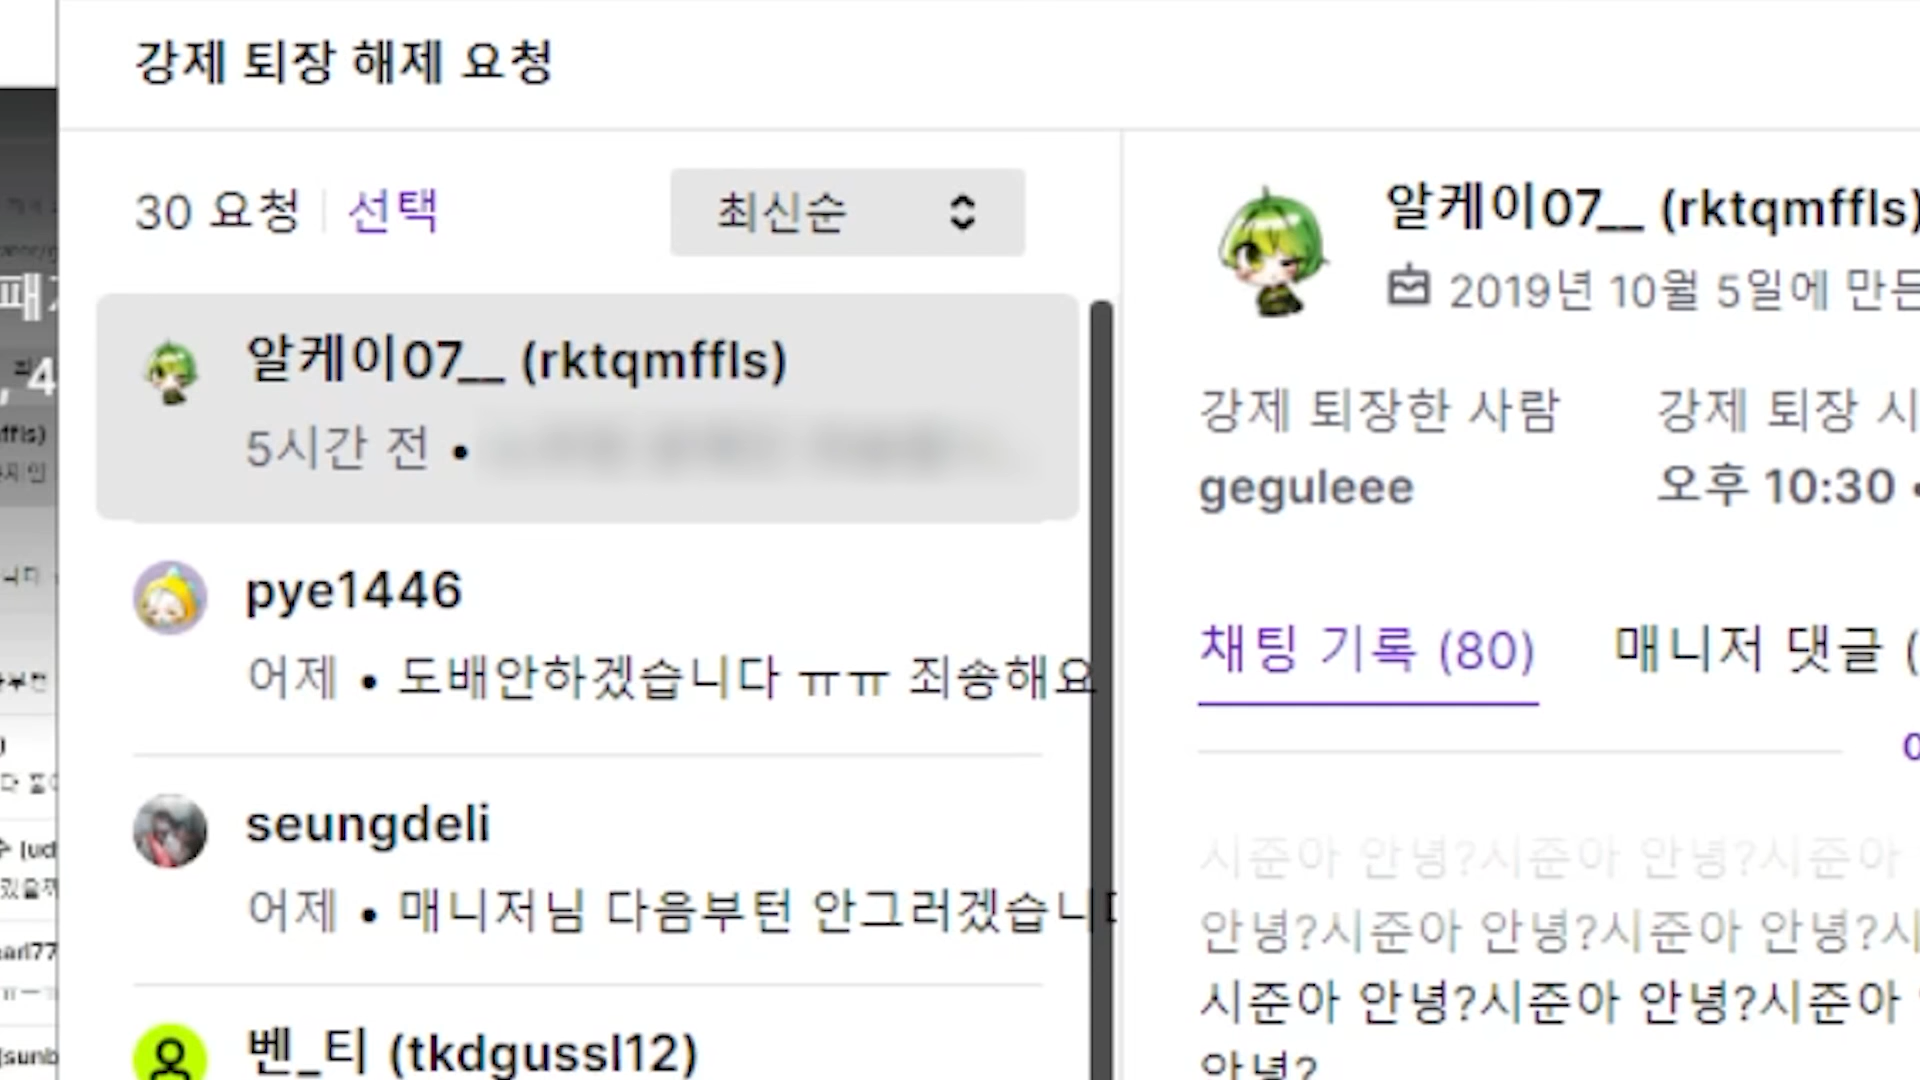 강제 퇴장 해제 요청
30 요청 선택 최신순
알케이07__ (rktqmffls)
5시간 전 •
pye1446
어제 • 도배안하겠습니다 ㅠㅠ 죄송해요
seungdeli
어제 • 매니저님 다음부턴 안그러겠습니다
벤_티 (tkdgussl12)
알케이07__ (rktqmffls)
2019년 10월 5일에 만든
강제 퇴장한 사람 강제 퇴장 시
geguleee 오후 10:30 •
채팅 기록 (80) 매니저 댓글 (
시준아 안녕?시준아 안녕?시준아
안녕?시준아 안녕?시준아 안녕?시
시준아 안녕?시준아 안녕?시준아
안녕?